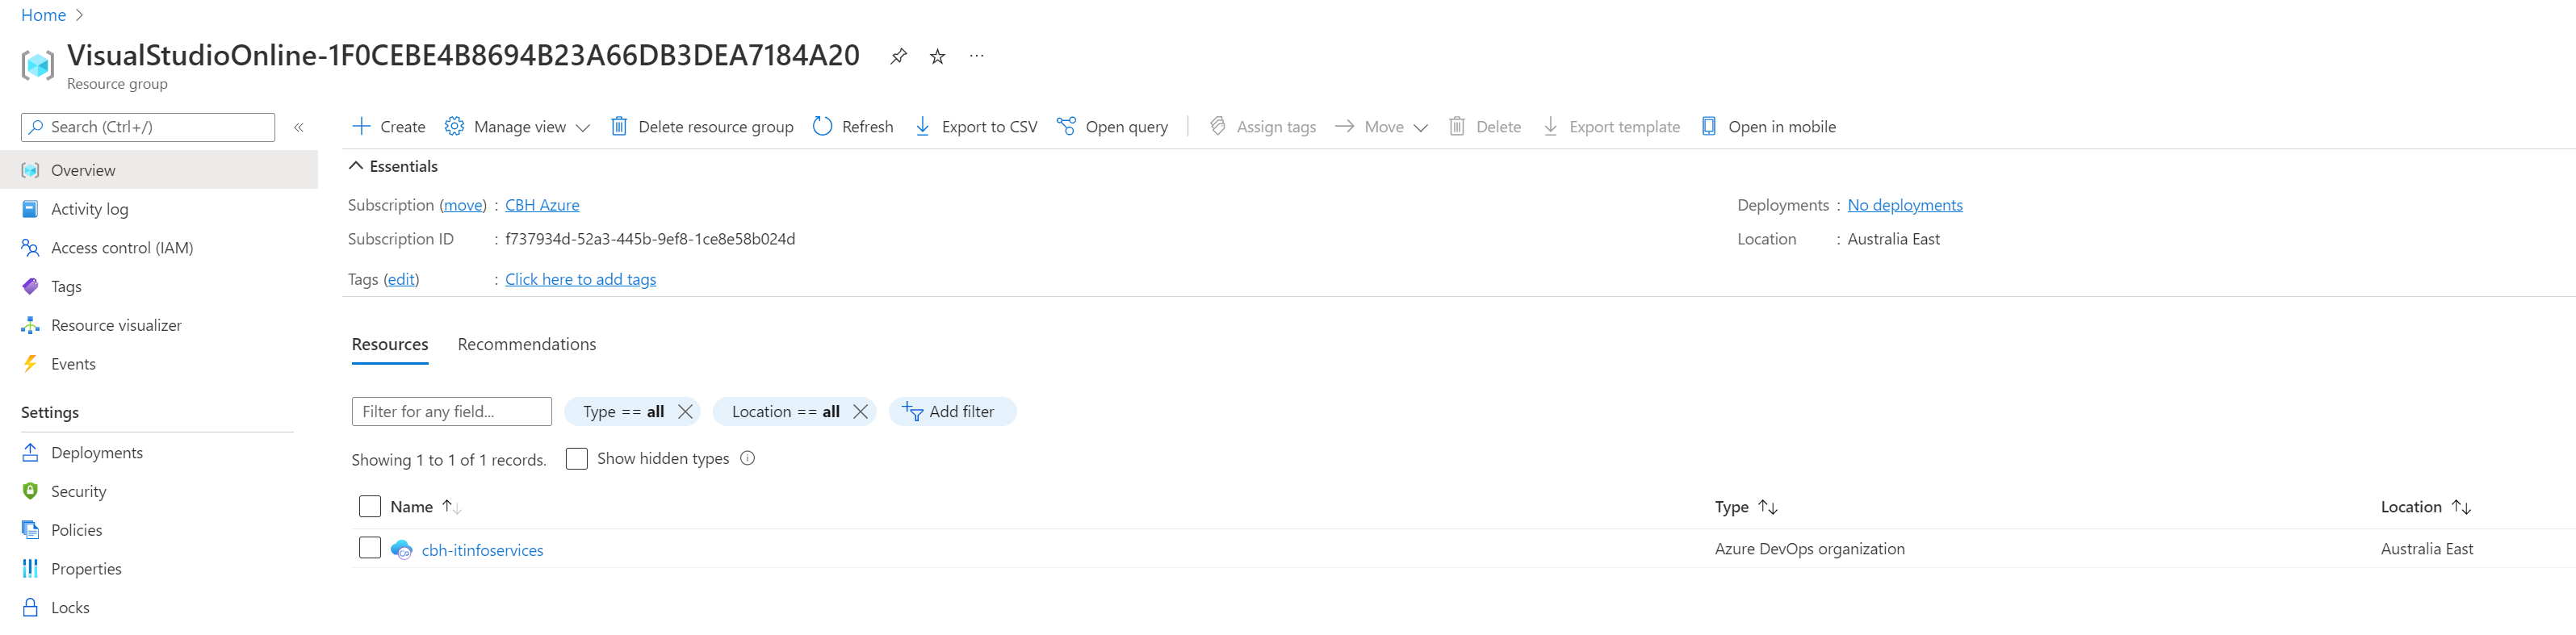 Home
VisualStudioOnline-1F0CEBE4B8694B23A66DB3DEA7184A20
Resource group
Search (Ctrl+/)
Create Manage view Delete resource group Refresh Export to CSV Open query Assign tags Move Delete Export template Open in mobile
Overview
Activity log
Access control (IAM)
Tags
Resource visualizer
Events
Settings
Deployments
Security
Policies
Properties
Locks
Essentials
Subscription (move) : CBH Azure
Subscription ID : f737934d-52a3-445b-9ef8-1ce8e58b024d
Tags (edit) : Click here to add tags
Deployments : No deployments
Location : Australia East
Resources Recommendations
Filter for any field... Type == all Location == all Add filter
Showing 1 to 1 of 1 records. Show hidden types
Name Type Location
cbh-itinfoservices Azure DevOps organization Australia East